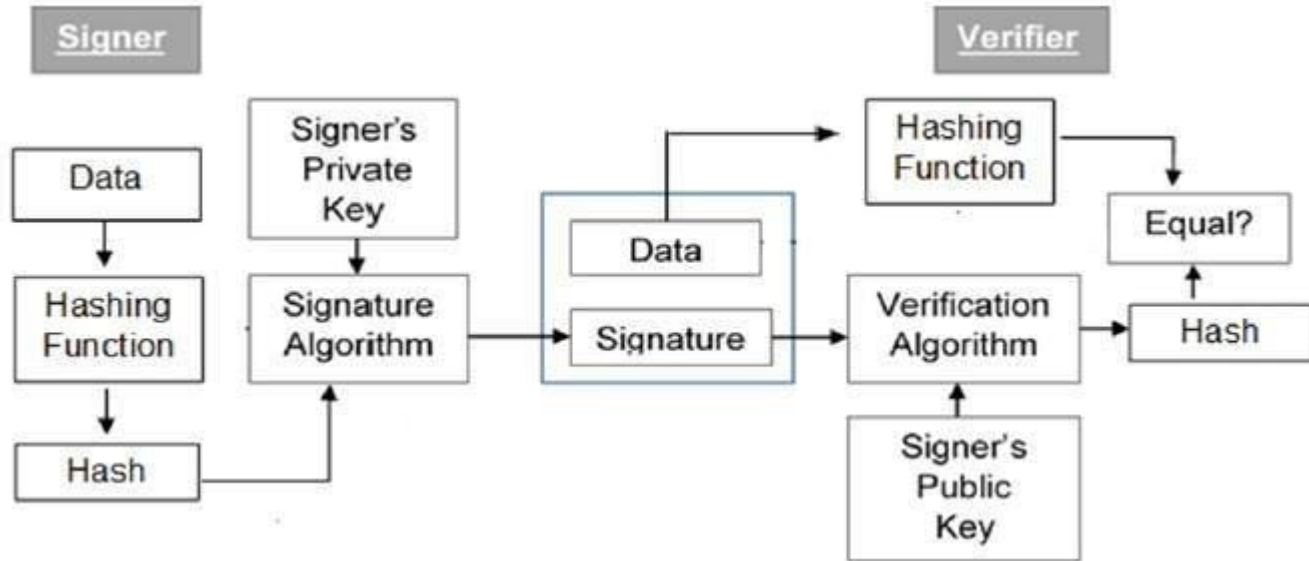 Signer
Verifier
Data
Hashing
Function
Hash
Signer's
Private
Key
Signature
Algorithm
Data
Signature
Hashing
Function
Verification
Algorithm
Signer's
Public
Key
Equal?
Hash